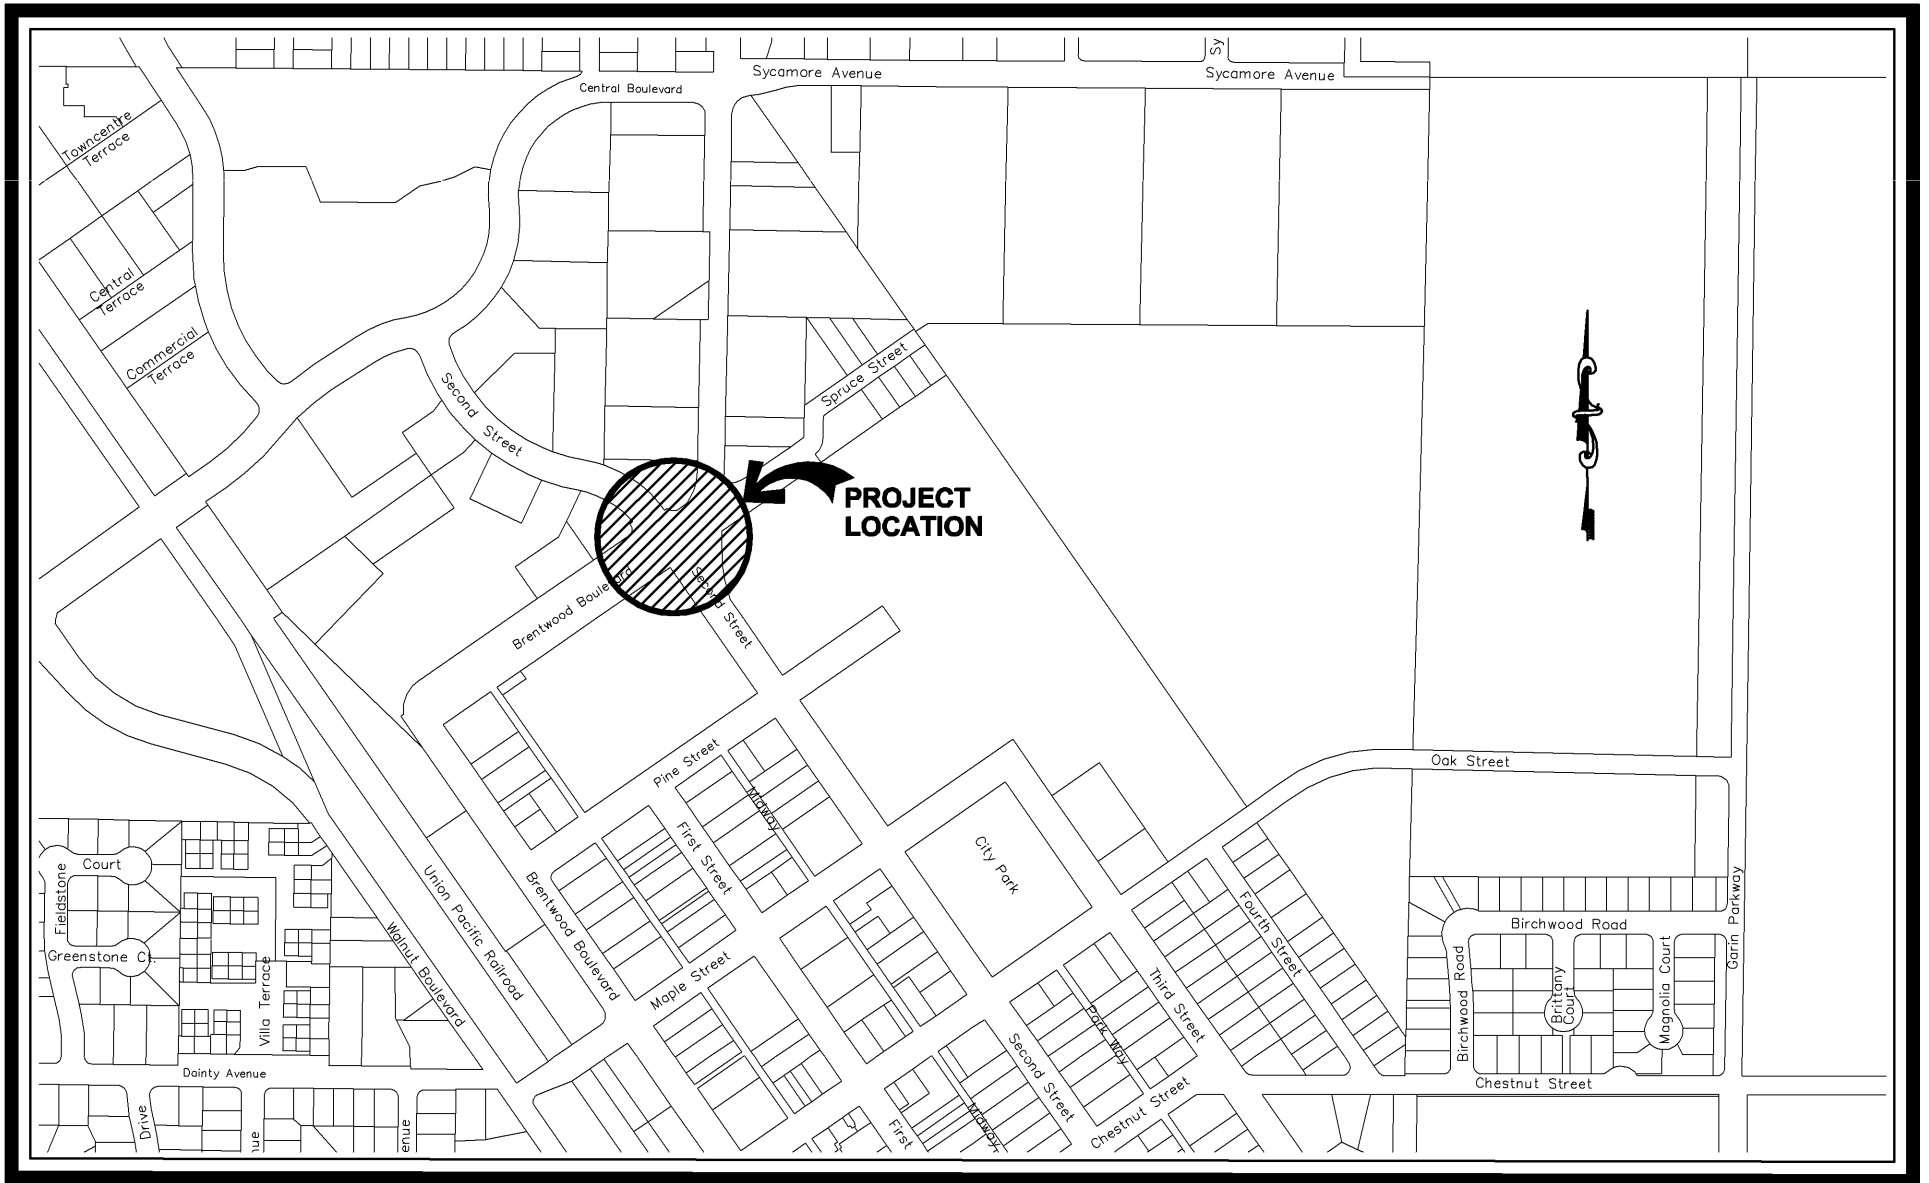 Sy
Sycamore Avenue
Sycamore Avenue
Central Boulevard
Towncentre
Terrace
Central
Terrace
Commercial
Terrace
Second
Street
Spruce Street
PROJECT
LOCATION
Brentwood Boulevard
Second Street
Pine Street
Midway
First Street
City Park
Oak Street
Court
Fieldstone
Greenstone Ct.
Villa Terrace
Walnut Boulevard
Union Pacific Railroad
Brentwood Boulevard
Maple Street
Fourth Street
Third Street
Park Way
Second Street
Chestnut Street
Birchwood Road
Birchwood Road
Brittany
Court
Magnolia Court
Garin Parkway
Chestnut Street
Dainty Avenue
Drive
nue
enue
First
Midway